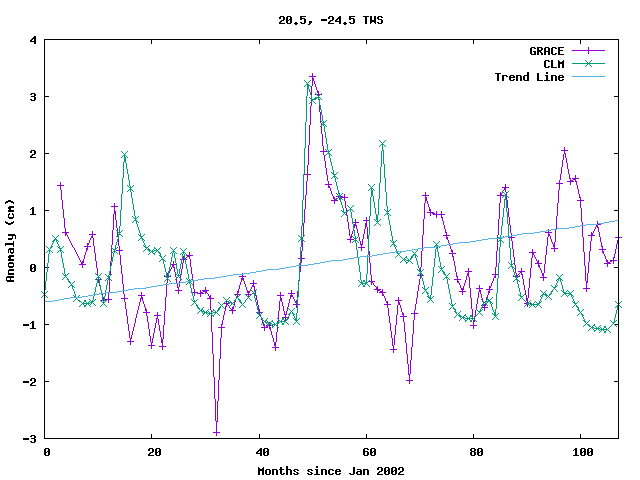 20.5, -24.5 TWS
GRACE
CLM
Trend Line
Anomaly (cm)
4
3
2
1
0
-1
-2
-3
0 20 40 60 80 100
Months since Jan 2002